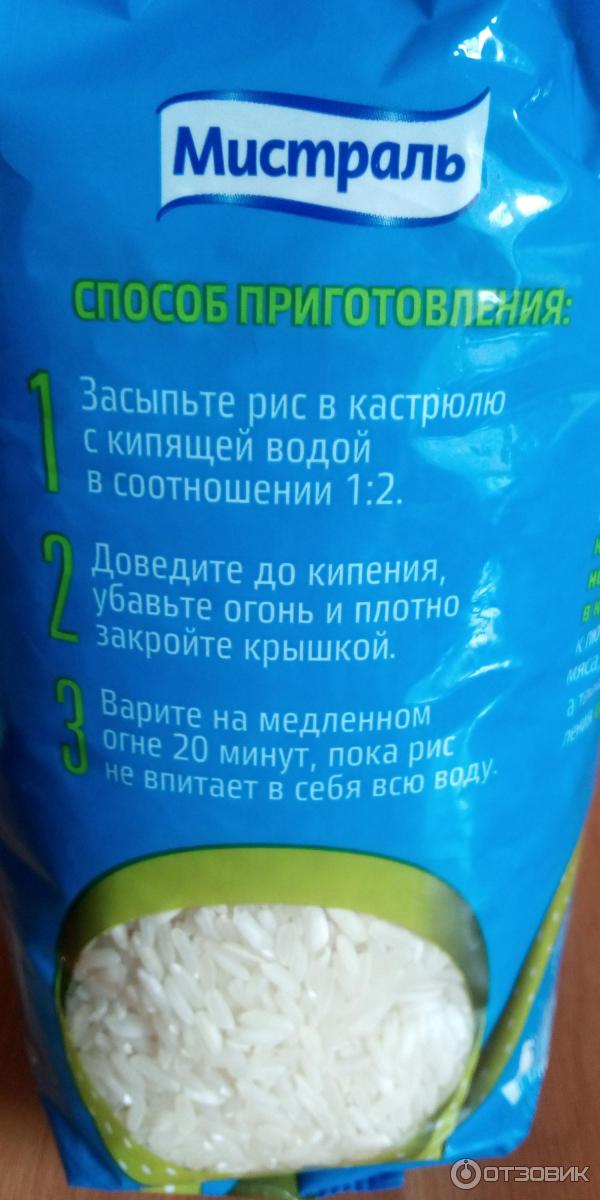 Мистраль
СПОСОБ ПРИГОТОВЛЕНИЯ:
1
Засыпьте рис в кастрюлю
с кипящей водой
в соотношении 1:2.
2
Доведите до кипения,
убавьте огонь и плотно
закройте крышкой.
3
Варите на медленном
огне 20 минут, пока рис
не впитает в себя всю воду.
мяса
ОТЗОВИК